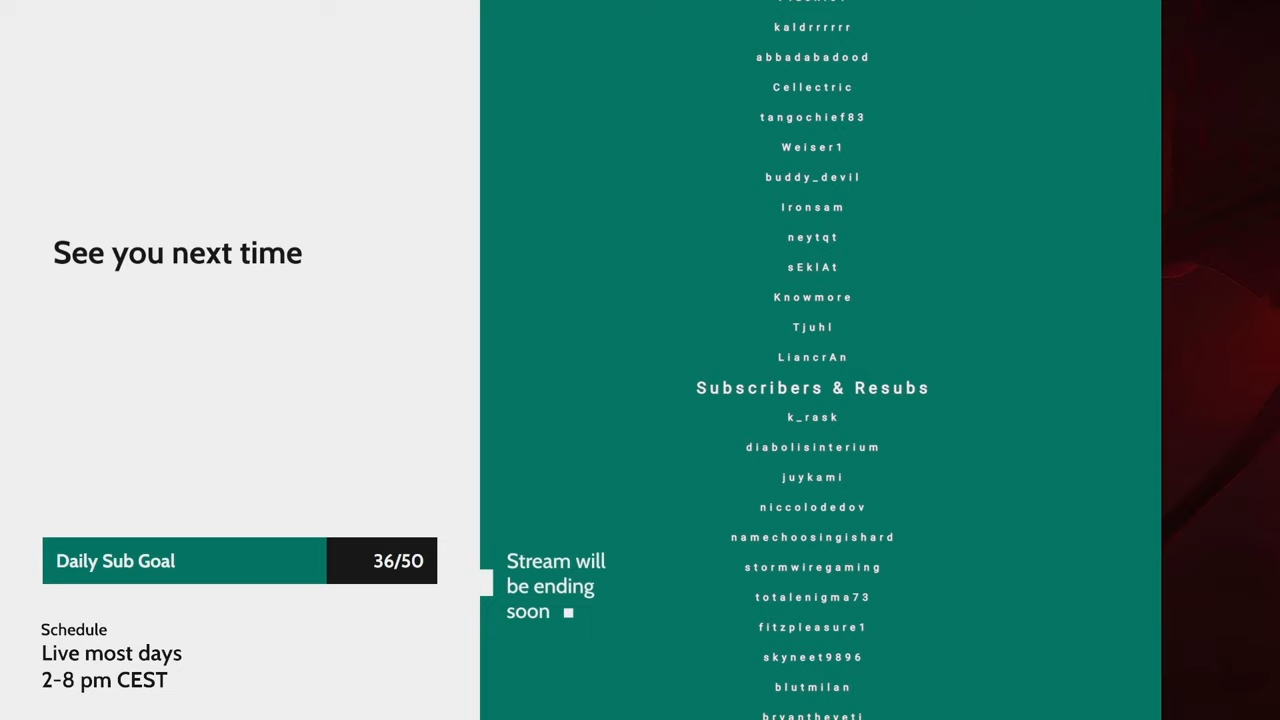 See you next time
Daily Sub Goal
36/50
Schedule
Live most days
2-8 pm CEST
Stream will
be ending
soon
kaldrrrrrr
abbadabadood
Cellectric
tangochief83
Weiser1
buddy_devil
Ironsam
neytqt
sEklAt
Knowmore
Tjuhl
LiancrAn
Subscribers & Resubs
k_rask
diabolisinterium
juykami
niccolodedov
namechoosingishard
stormwiregaming
totalenigma73
fitzpleasure1
skyneet9896
blutmilan
bryantheyeti